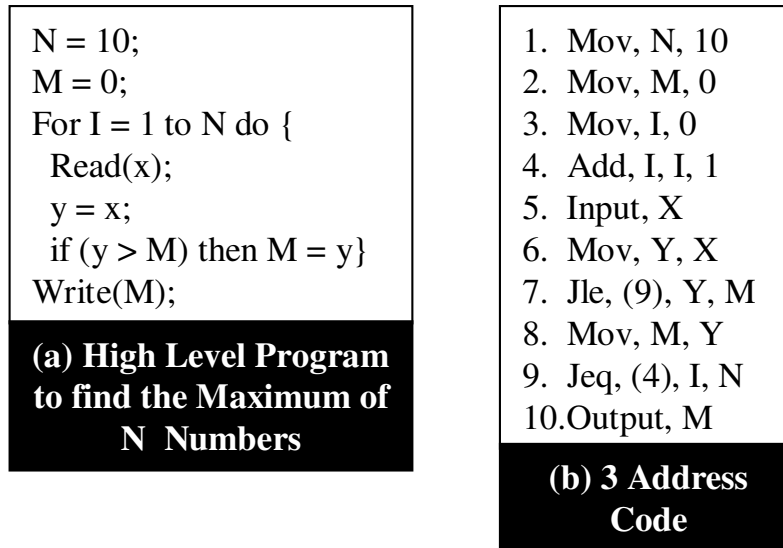 N = 10;
M = 0;
For I = 1 to N do {
Read(x);
y = x;
if (y > M) then M = y}
Write(M);
(a) High Level Program
to find the Maximum of
N Numbers
1. Mov, N, 10
2. Mov, M, 0
3. Mov, I, 0
4. Add, I, I, 1
5. Input, X
6. Mov, Y, X
7. Jle, (9), Y, M
8. Mov, M, Y
9. Jeq, (4), I, N
10.Output, M
(b) 3 Address
Code